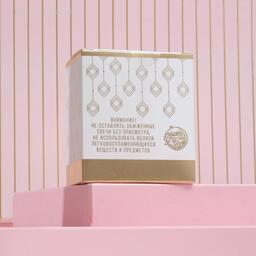 ВНИМАНИЕ!
НЕ ОСТАВЛЯТЬ ЗАЖЖЕННЫЕ
СВЕЧИ БЕЗ ПРИСМОТРА,
НЕ ИСПОЛЬЗОВАТЬ ВБЛИЗИ
ЛЕГКОВОСПЛАМЕНЯЮЩИХСЯ
ВЕЩЕСТВ И ПРЕДМЕТОВ